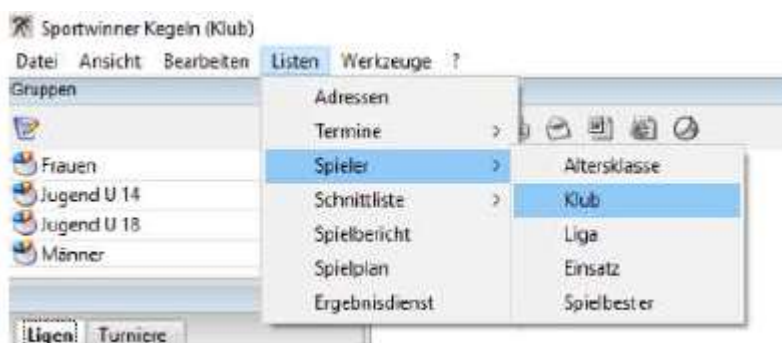 Sportwinner Kegeln (Klub)
Datei Ansicht Bearbeiten Listen Werkzeuge ?
Gruppen
Frauen
Jugend U 14
Jugend U 18
Männer
Ligen Turniere
Adressen
Termine
Spieler
Schnittliste
Spielbericht
Spielplan
Ergebnisdienst
Altersklasse
Klub
Liga
Einsatz
Spielbester